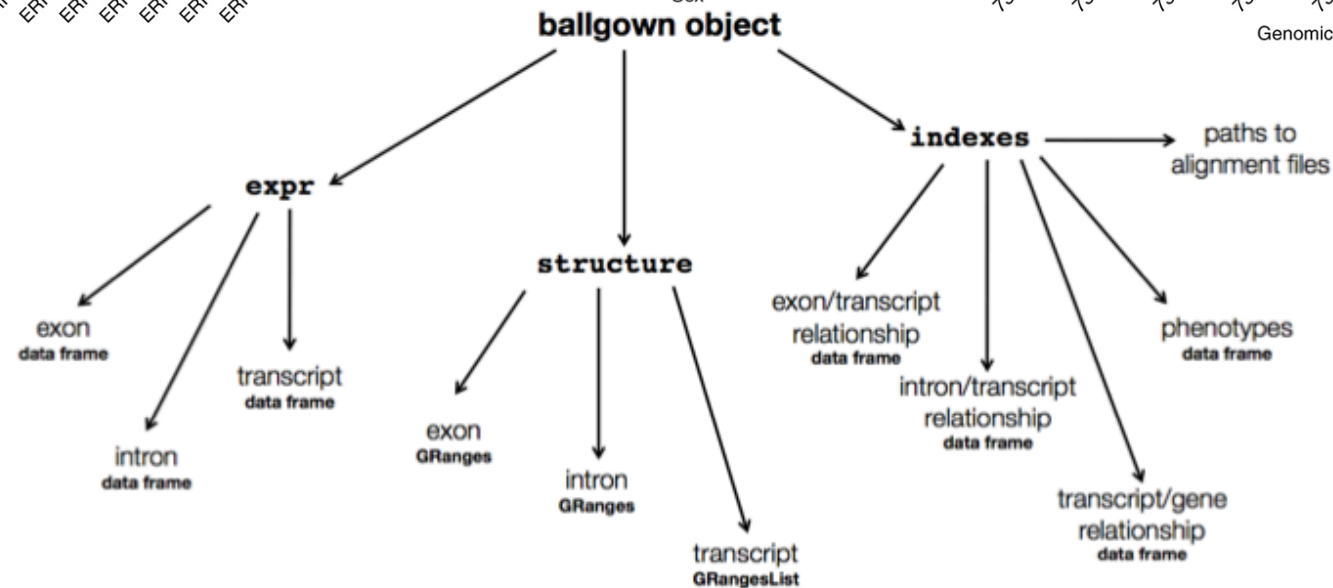 ballgown object
Genomic
indexes
paths to
alignment files
expr
structure
exon/transcript
relationship
data frame
phenotypes
data frame
exon
data frame
transcript
data frame
intron/transcript
relationship
data frame
exon
GRanges
intron
data frame
intron
GRanges
transcript/gene
relationship
data frame
transcript
GRangesList